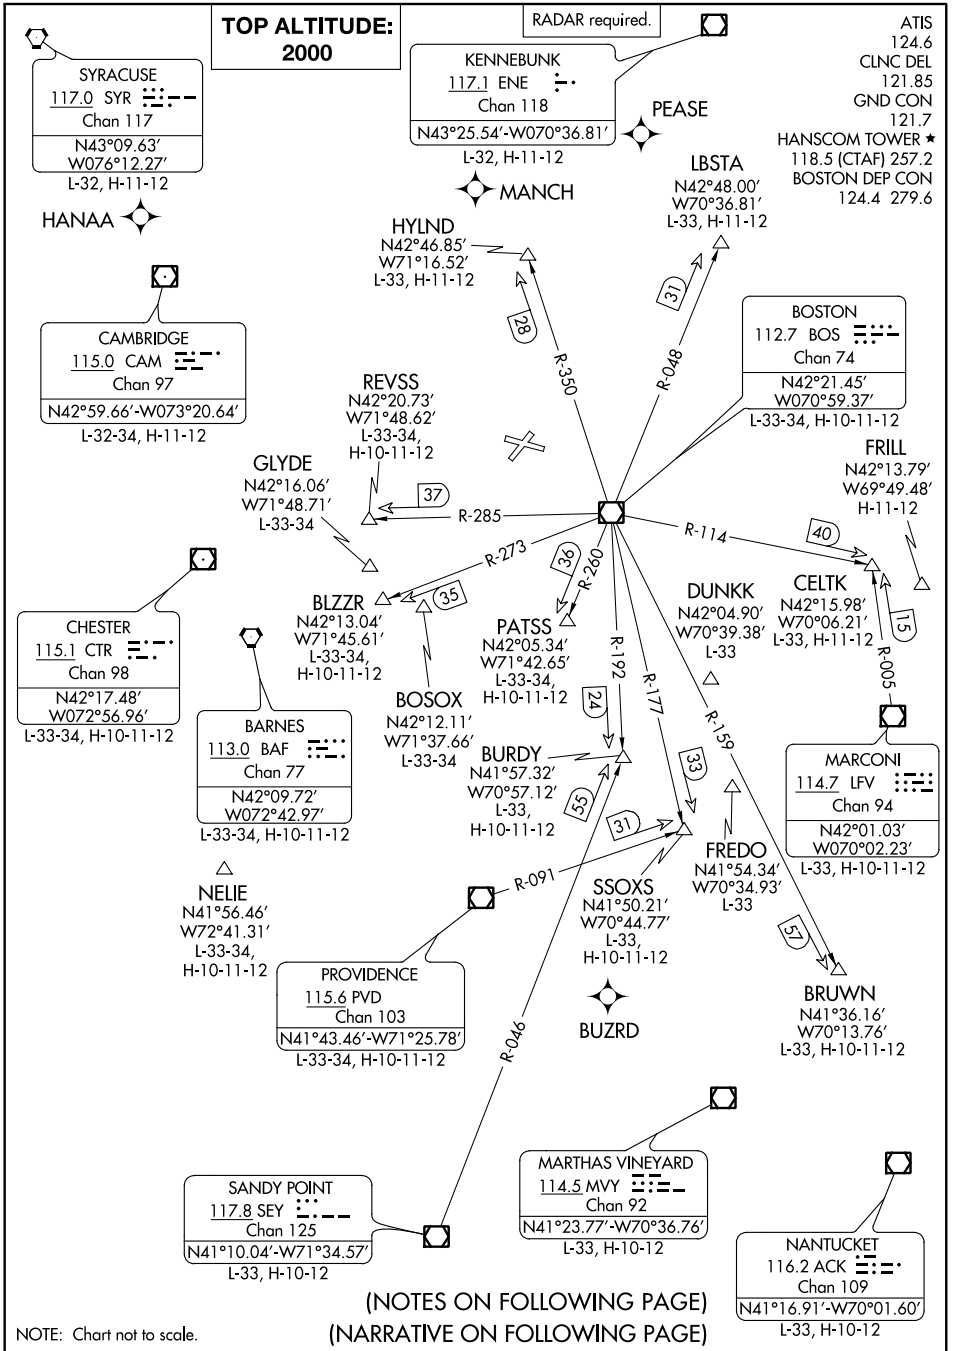 TOP ALTITUDE:
2000
RADAR required.
ATIS
124.6
CLNC DEL
121.85
GND CON
121.7
HANSCOM TOWER ★
118.5 (CTAF) 257.2
BOSTON DEP CON
124.4 279.6
SYRACUSE
117.0 SYR
Chan 117
N43°09.63’
W076°12.27’
L-32, H-11-12
KENNEBUNK
117.1 ENE
Chan 118
N43°25.54’-W070°36.81’
L-32, H-11-12
PEASE
MANCH
HANAA
LBSTA
N42°48.00’
W70°36.81’
L-33, H-11-12
HYLND
N42°46.85’
W71°16.52’
L-33, H-11-12
28
R-350
31
R-048
CAMBRIDGE
115.0 CAM
Chan 97
N42°59.66’-W073°20.64’
L-32-34, H-11-12
BOSTON
112.7 BOS
Chan 74
N42°21.45’
W070°59.37’
L-33-34, H-10-11-12
REVSS
N42°20.73’
W71°48.62’
L-33-34,
H-10-11-12
GLYDE
N42°16.06’
W71°48.71’
L-33-34
37
R-285
R-273
35
36
R-260
R-114
40
FRILL
N42°13.79’
W69°49.48’
H-11-12
CELTK
N42°15.98’
W70°06.21’
L-33, H-11-12
15
R-005
DUNKK
N42°04.90’
W70°39.38’
L-33
CHESTER
115.1 CTR
Chan 98
N42°17.48’
W072°56.96’
L-33-34, H-10-11-12
BLZZR
N42°13.04’
W71°45.61’
L-33-34,
H-10-11-12
PATSS
N42°05.34’
W71°42.65’
L-33-34,
H-10-11-12
BOSOX
N42°12.11’
W71°37.66’
L-33-34
BARNES
113.0 BAF
Chan 77
N42°09.72’
W072°42.97’
L-33-34, H-10-11-12
R-192
24
R-177
33
R-159
57
BURDY
N41°57.32’
W70°57.12’
L-33,
H-10-11-12
55
MARCONI
114.7 LFV
Chan 94
N42°01.03’
W070°02.23’
L-33, H-10-11-12
31
R-091
FREDO
N41°54.34’
W70°34.93’
L-33
SSOXS
N41°50.21’
W70°44.77’
L-33,
H-10-11-12
NELIE
N41°56.46’
W72°41.31’
L-33-34,
H-10-11-12
PROVIDENCE
115.6 PVD
Chan 103
N41°43.46’-W71°25.78’
L-33-34, H-10-11-12
R-046
BUZRD
BRUWN
N41°36.16’
W70°13.76’
L-33, H-10-11-12
SANDY POINT
117.8 SEY
Chan 125
N41°10.04’-W71°34.57’
L-33, H-10-12
MARTHAS VINEYARD
114.5 MVY
Chan 92
N41°23.77’-W70°36.76’
L-33, H-10-12
NANTUCKET
116.2 ACK
Chan 109
N41°16.91’-W70°01.60’
L-33, H-10-12
(NOTES ON FOLLOWING PAGE)
(NARRATIVE ON FOLLOWING PAGE)
NOTE: Chart not to scale.